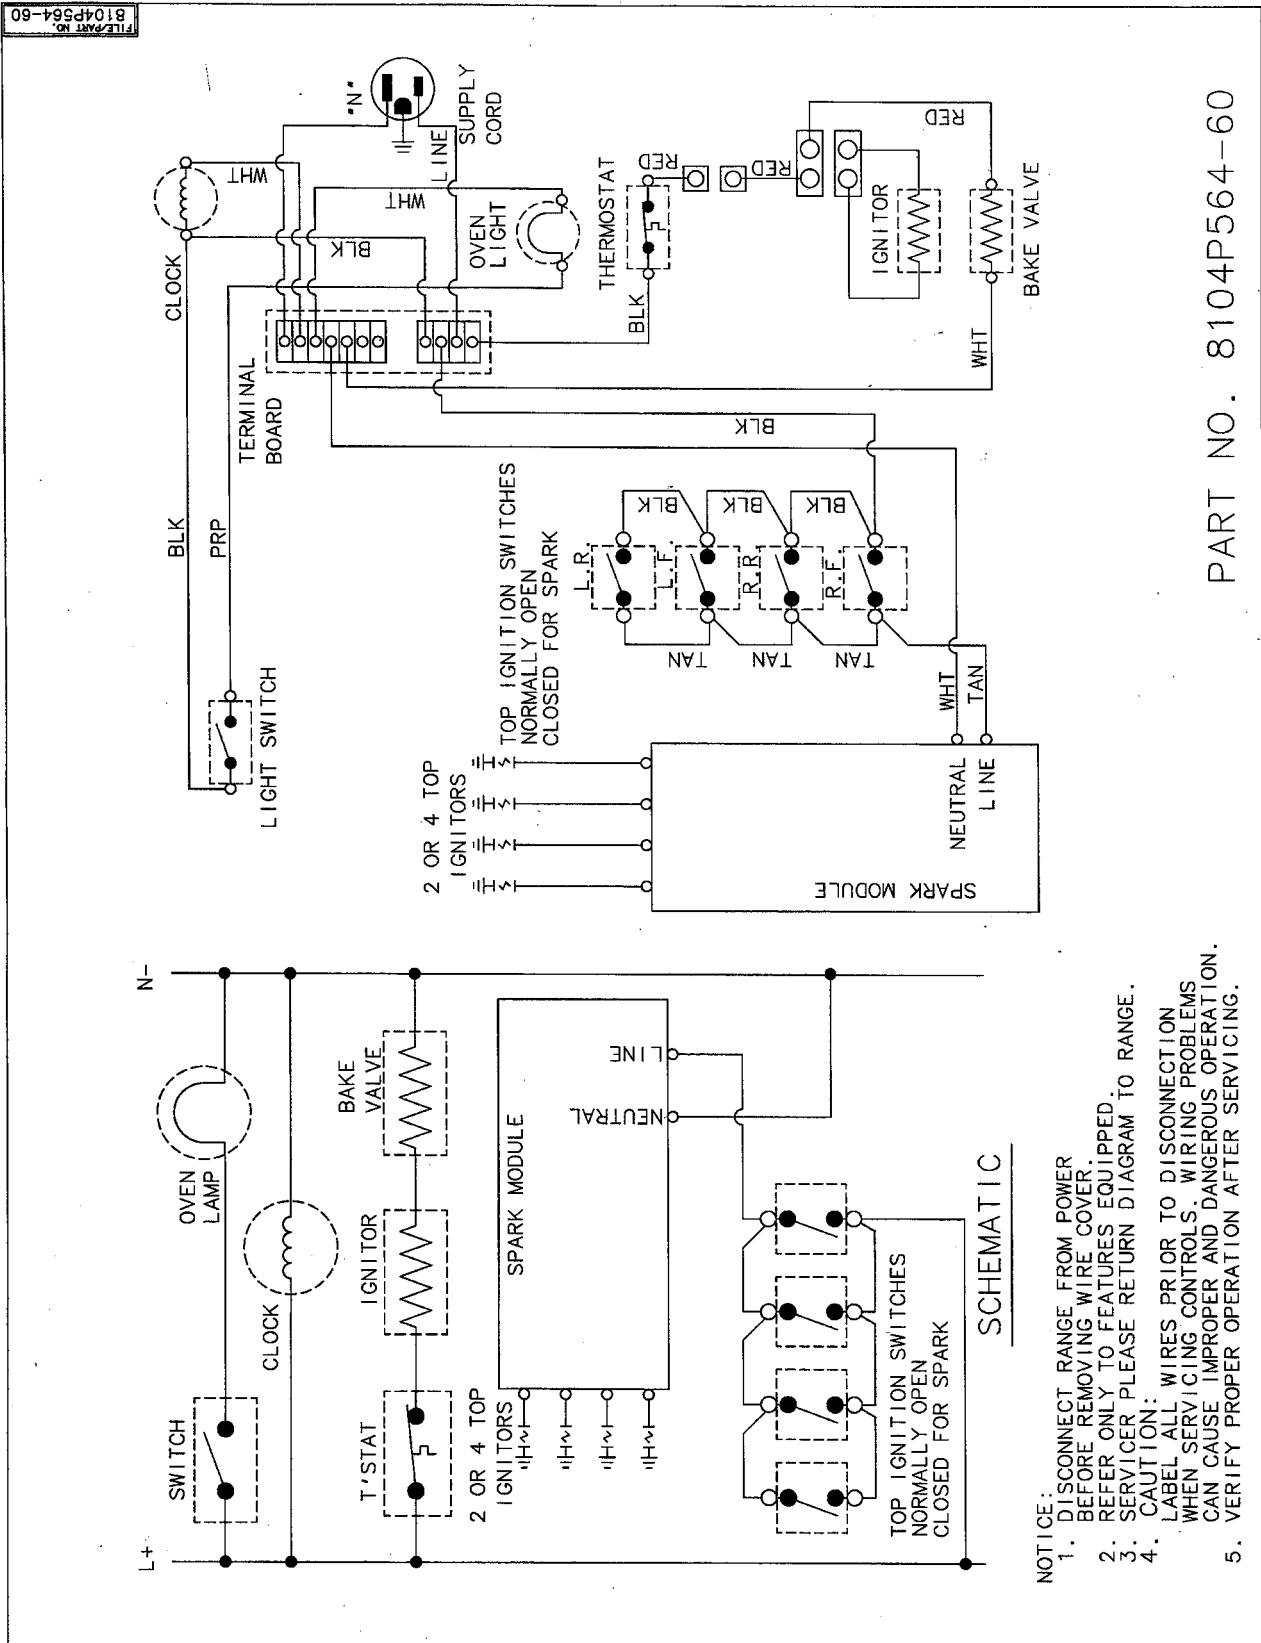 FILE/PART NO.
8104P564-60
L+
N-
SWITCH
OVEN
LAMP
CLOCK
T'STAT
IGNITOR
BAKE
VALVE
2 OR 4 TOP
IGNITORS
SPARK MODULE
LINE
NEUTRAL
TOP IGNITION SWITCHES
NORMALLY OPEN
CLOSED FOR SPARK
SCHEMATIC
NOTICE:
1. DISCONNECT RANGE FROM POWER
BEFORE REMOVING WIRE COVER.
2. REFER ONLY TO FEATURES EQUIPPED.
3. SERVICER PLEASE RETURN DIAGRAM TO RANGE.
4. CAUTION:
LABEL ALL WIRES PRIOR TO DISCONNECTION
WHEN SERVICING CONTROLS. WIRING PROBLEMS
CAN CAUSE IMPROPER AND DANGEROUS OPERATION.
5. VERIFY PROPER OPERATION AFTER SERVICING.
CLOCK
BLK
PRP
LIGHT SWITCH
WHT
WHT
BLK
"N"
LINE
SUPPLY
CORD
OVEN
LIGHT
TERMINAL
BOARD
THERMOSTAT
BLK
RED
RED
RED
IGNITOR
BAKE VALVE
WHT
BLK
TOP IGNITION SWITCHES
NORMALLY OPEN
CLOSED FOR SPARK
L.R.
L.F.
R.R.
R.F.
BLK
BLK
BLK
TAN
TAN
TAN
WHT
TAN
2 OR 4 TOP
IGNITORS
NEUTRAL
LINE
SPARK MODULE
PART NO. 8104P564-60